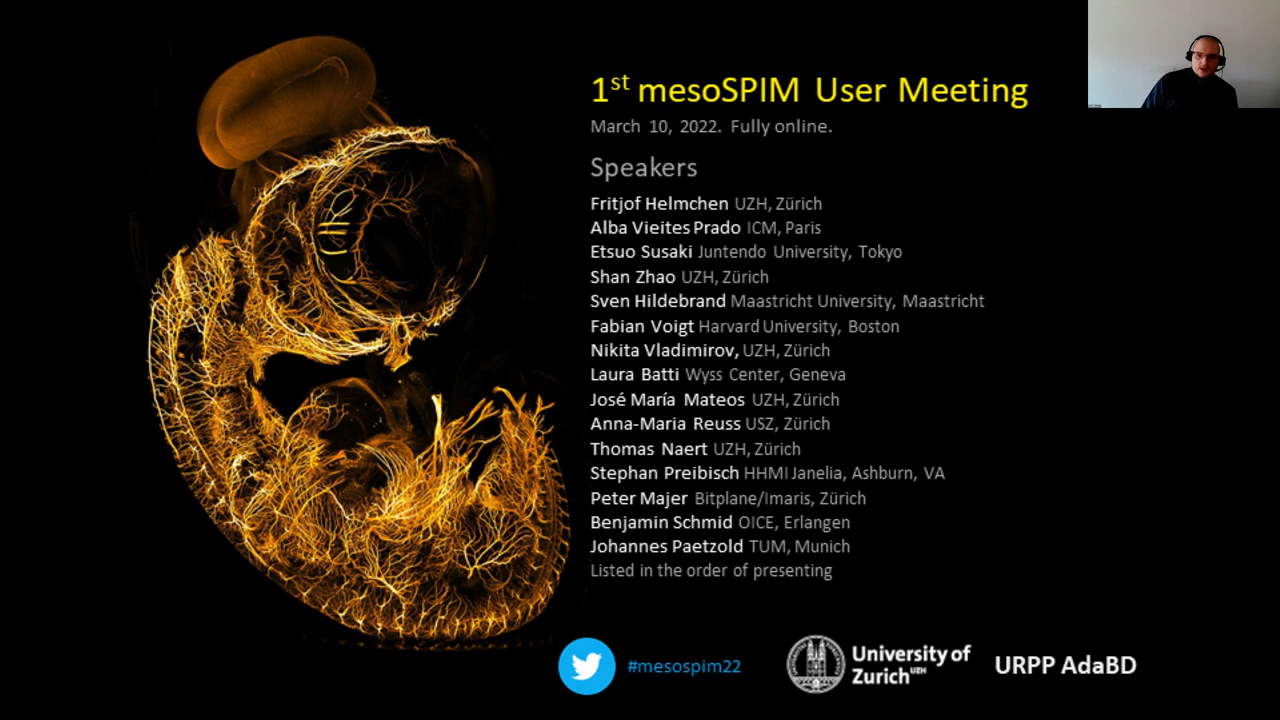 1st mesoSPIM User Meeting
March 10, 2022. Fully online.
Speakers
Fritjof Helmchen UZH, Zürich
Alba Vieites Prado ICM, Paris
Etsuo Susaki Juntendo University, Tokyo
Shan Zhao UZH, Zürich
Sven Hildebrand Maastricht University, Maastricht
Fabian Voigt Harvard University, Boston
Nikita Vladimirov, UZH, Zürich
Laura Batti Wyss Center, Geneva
José María Mateos UZH, Zürich
Anna-Maria Reuss USZ, Zürich
Thomas Naert UZH, Zürich
Stephan Preibisch HHMI Janelia, Ashburn, VA
Peter Majer Bitplane/Imaris, Zürich
Benjamin Schmid OICE, Erlangen
Johannes Paetzold TUM, Munich
Listed in the order of presenting
#mesospim22
University of
Zurich UZH
URPP AdaBD